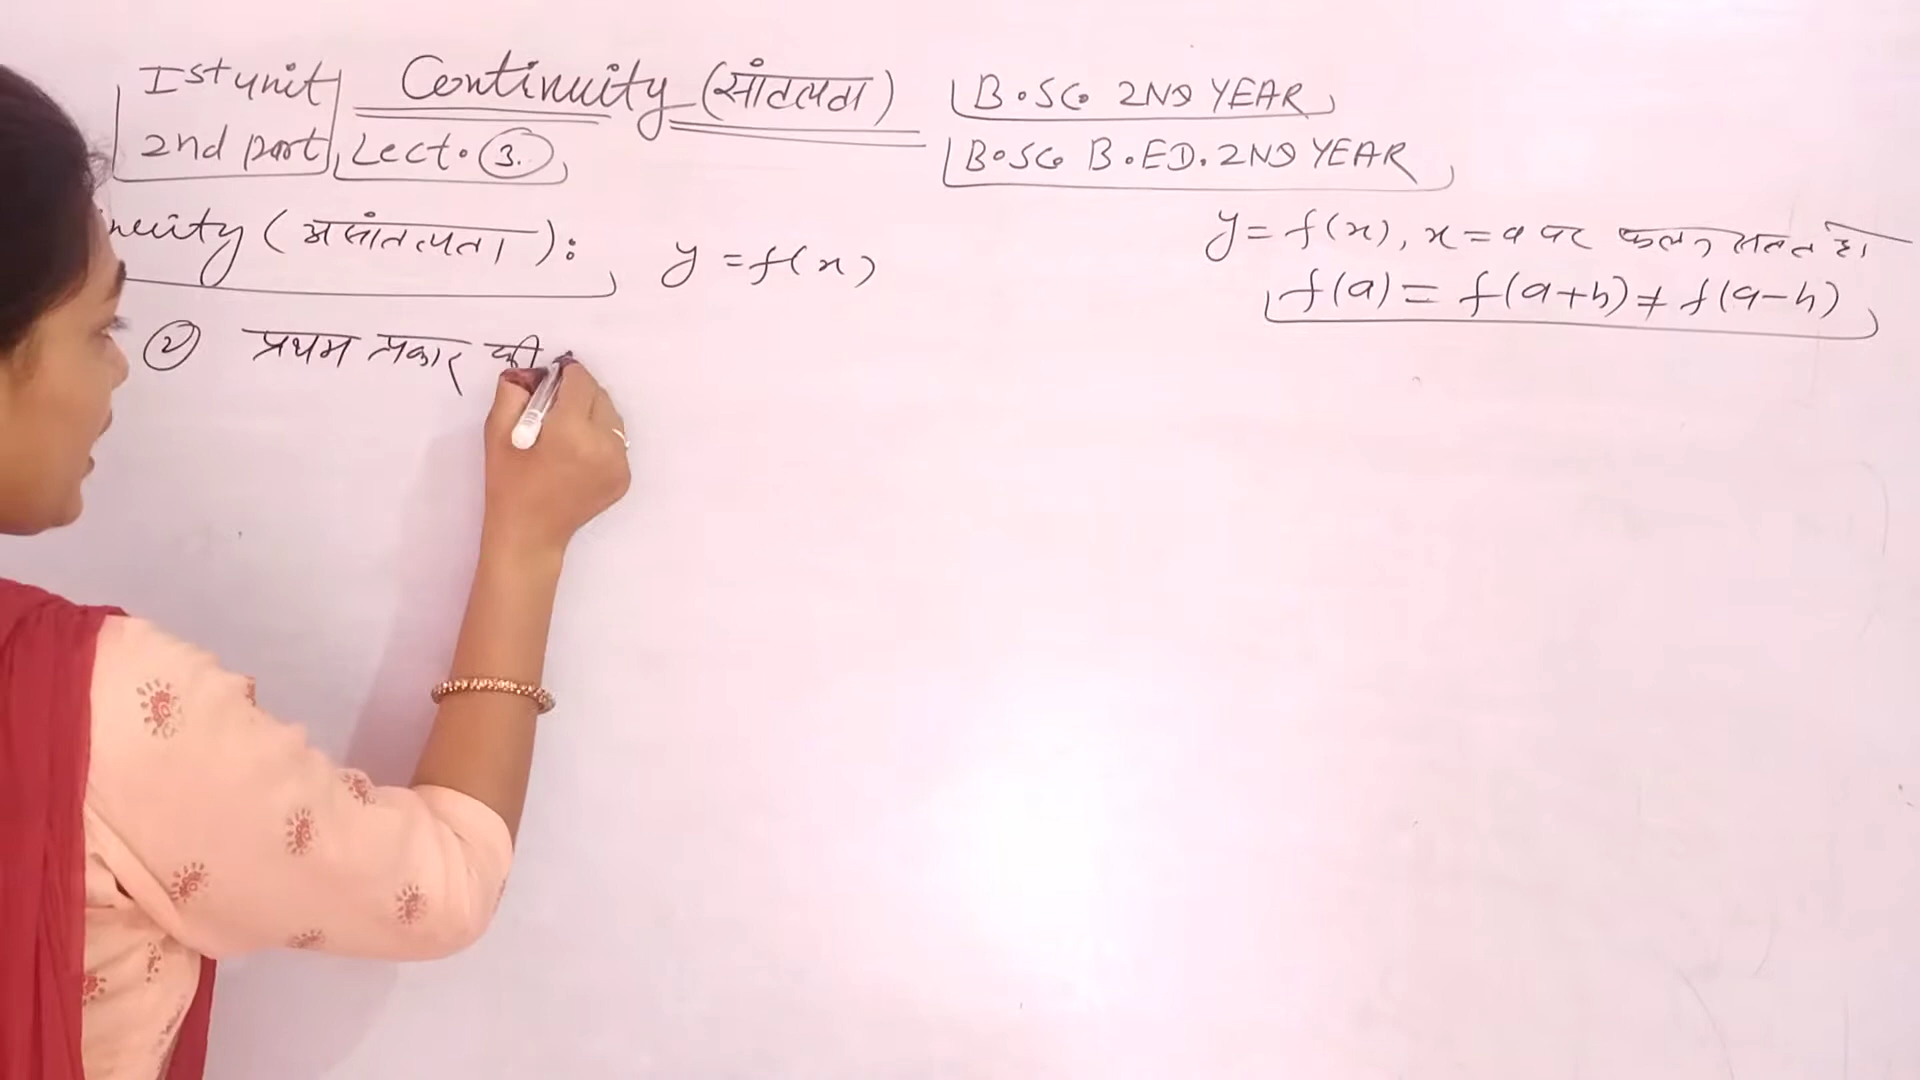 Ist unit Continuity (सांतत्यता) B.Sc. 2ND YEAR
2nd part Lect. 3. B.Sc. B.ED. 2ND YEAR
nuity (असांतत्यता): y = f(x)
y = f(x), x = a पर फलन सतत है।
f(a) = f(a+h) ≠ f(a-h)
② प्रथम प्रकार की